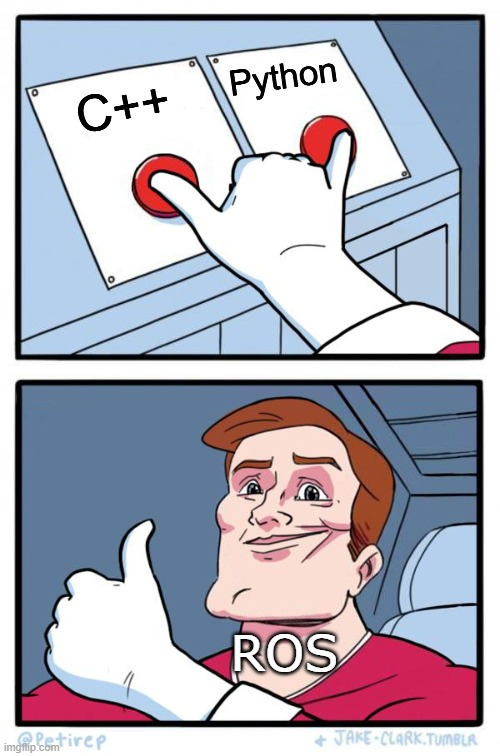 C++
Python
ROS
@Petirep
+ JAKE-CLARK.TUMBLR
imgflip.com